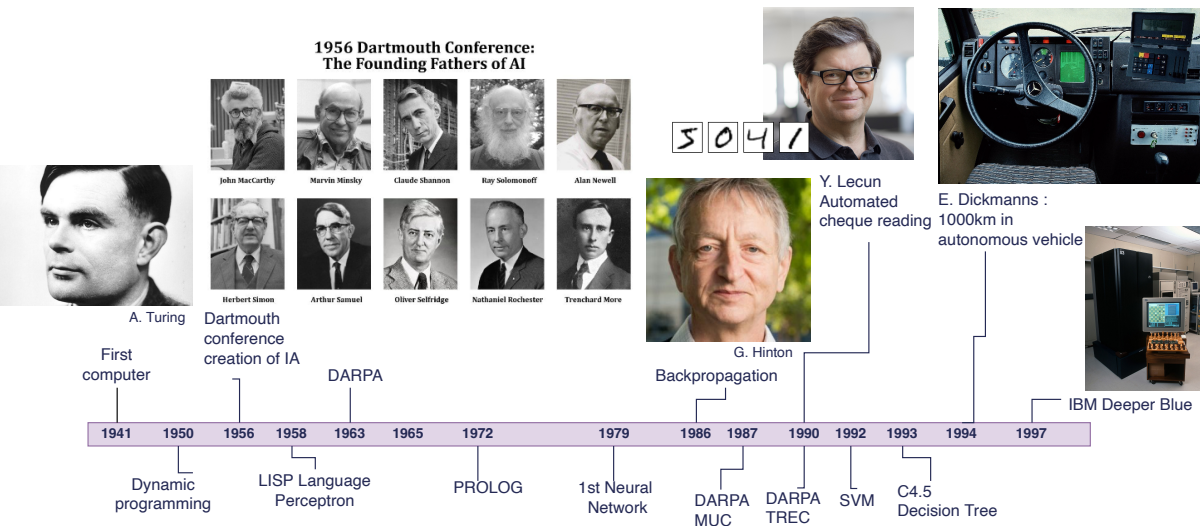 1956 Dartmouth Conference:
The Founding Fathers of AI
John MacCarthy
Marvin Minsky
Claude Shannon
Ray Solomonoff
Alan Newell
Herbert Simon
Arthur Samuel
Oliver Selfridge
Nathaniel Rochester
Trenchard More
5 0 4 1
A. Turing
Dartmouth
conference
creation of IA
First
computer
DARPA
G. Hinton
Backpropagation
Y. Lecun
Automated
cheque reading
E. Dickmanns :
1000km in
autonomous vehicle
IBM Deeper Blue
1941 1950 1956 1958 1963 1965 1972 1979 1986 1987 1990 1992 1993 1994 1997
Dynamic
programming
LISP Language
Perceptron
PROLOG
1st Neural
Network
DARPA
MUC
DARPA
TREC
SVM
C4.5
Decision Tree